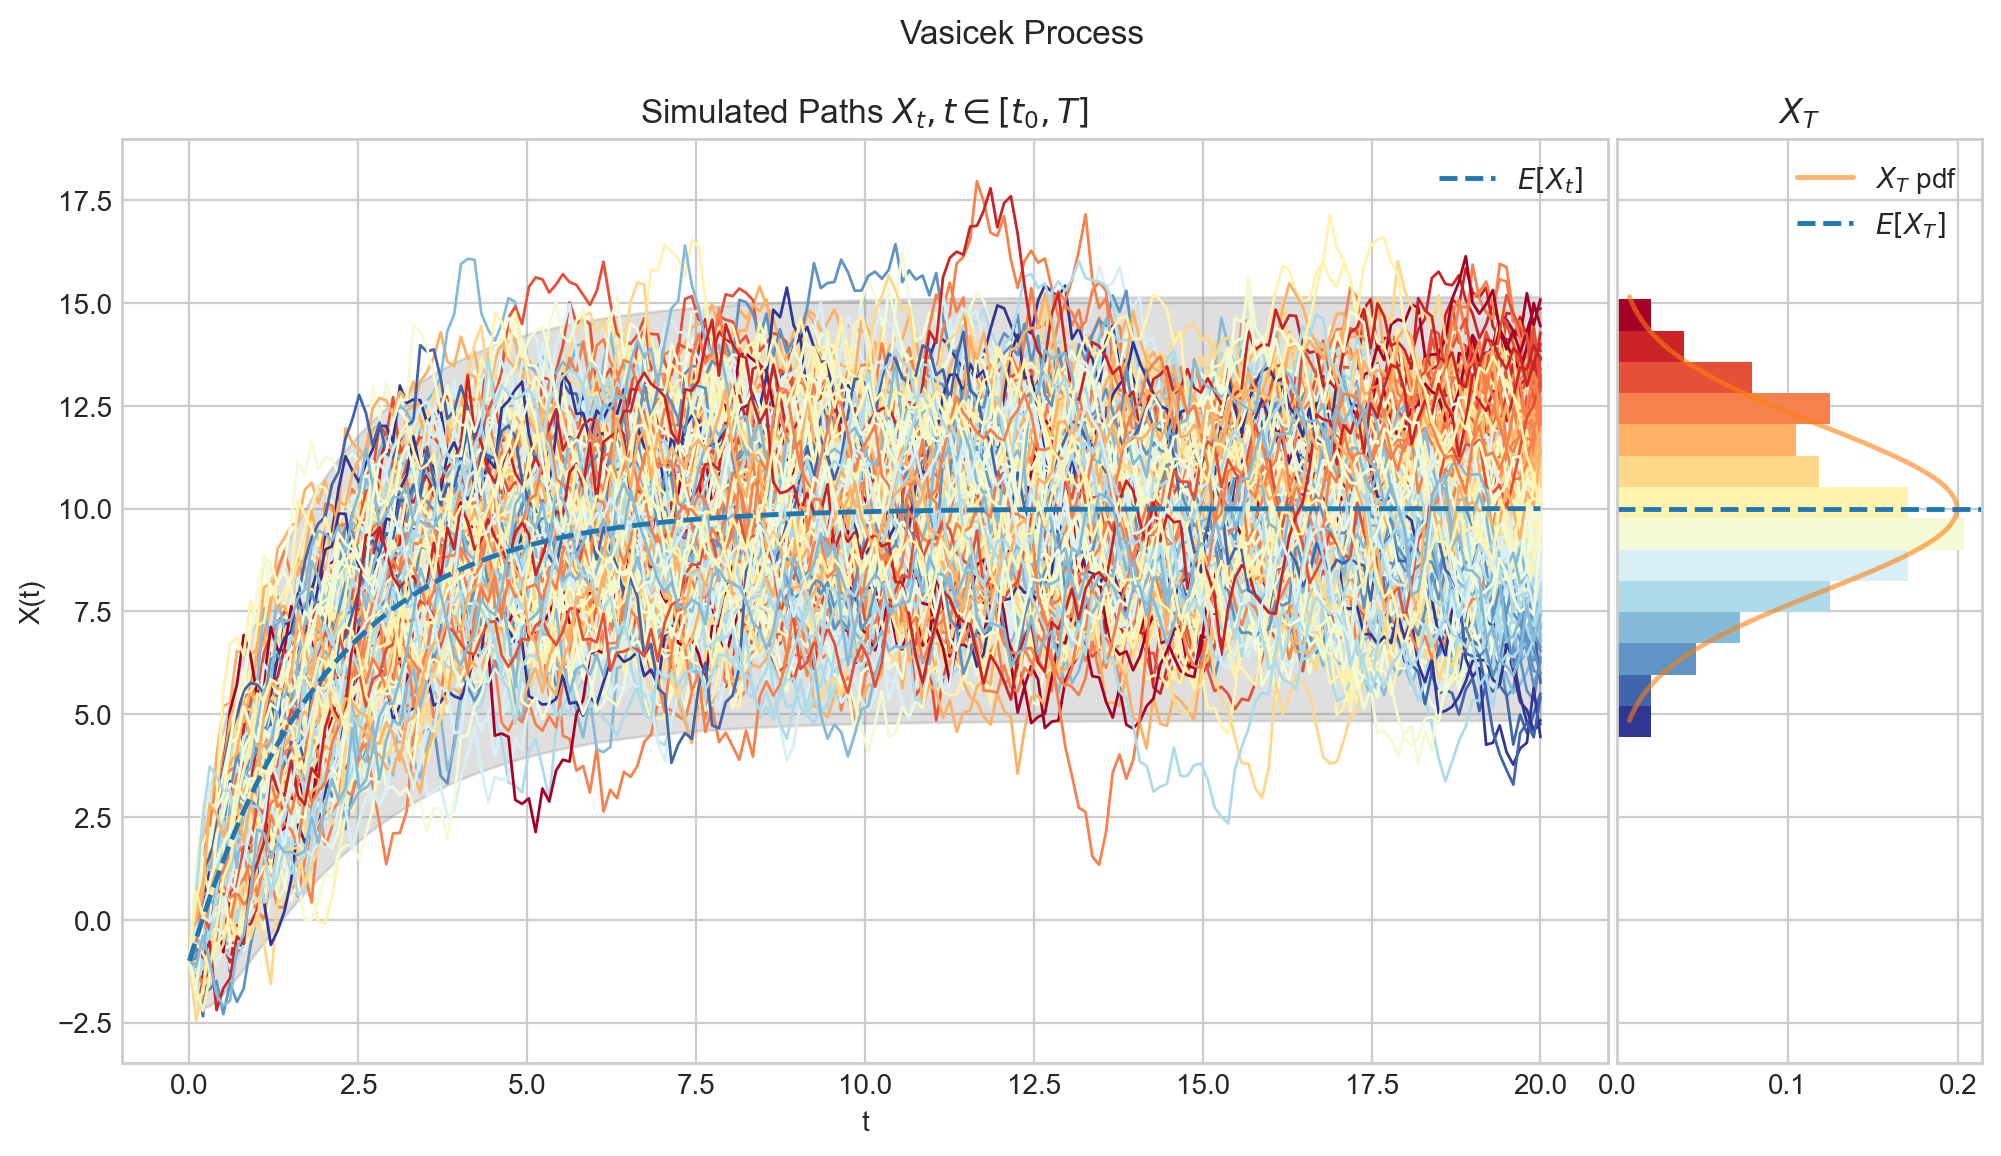 Vasicek Process
Simulated Paths $X_t, t \in [t_0, T]$
$X_T$
$E[X_t]$
$X_T$ pdf
$E[X_T]$
17.5
15.0
12.5
10.0
7.5
5.0
2.5
0.0
−2.5
X(t)
0.0 2.5 5.0 7.5 10.0 12.5 15.0 17.5 20.0
0.0 0.1 0.2
t